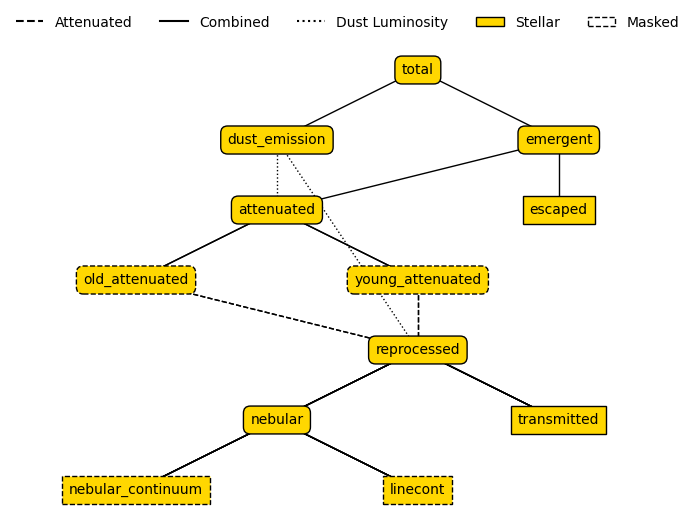 Attenuated Combined Dust Luminosity Stellar Masked
total
dust_emission emergent
attenuated escaped
old_attenuated young_attenuated
reprocessed
nebular transmitted
nebular_continuum linecont